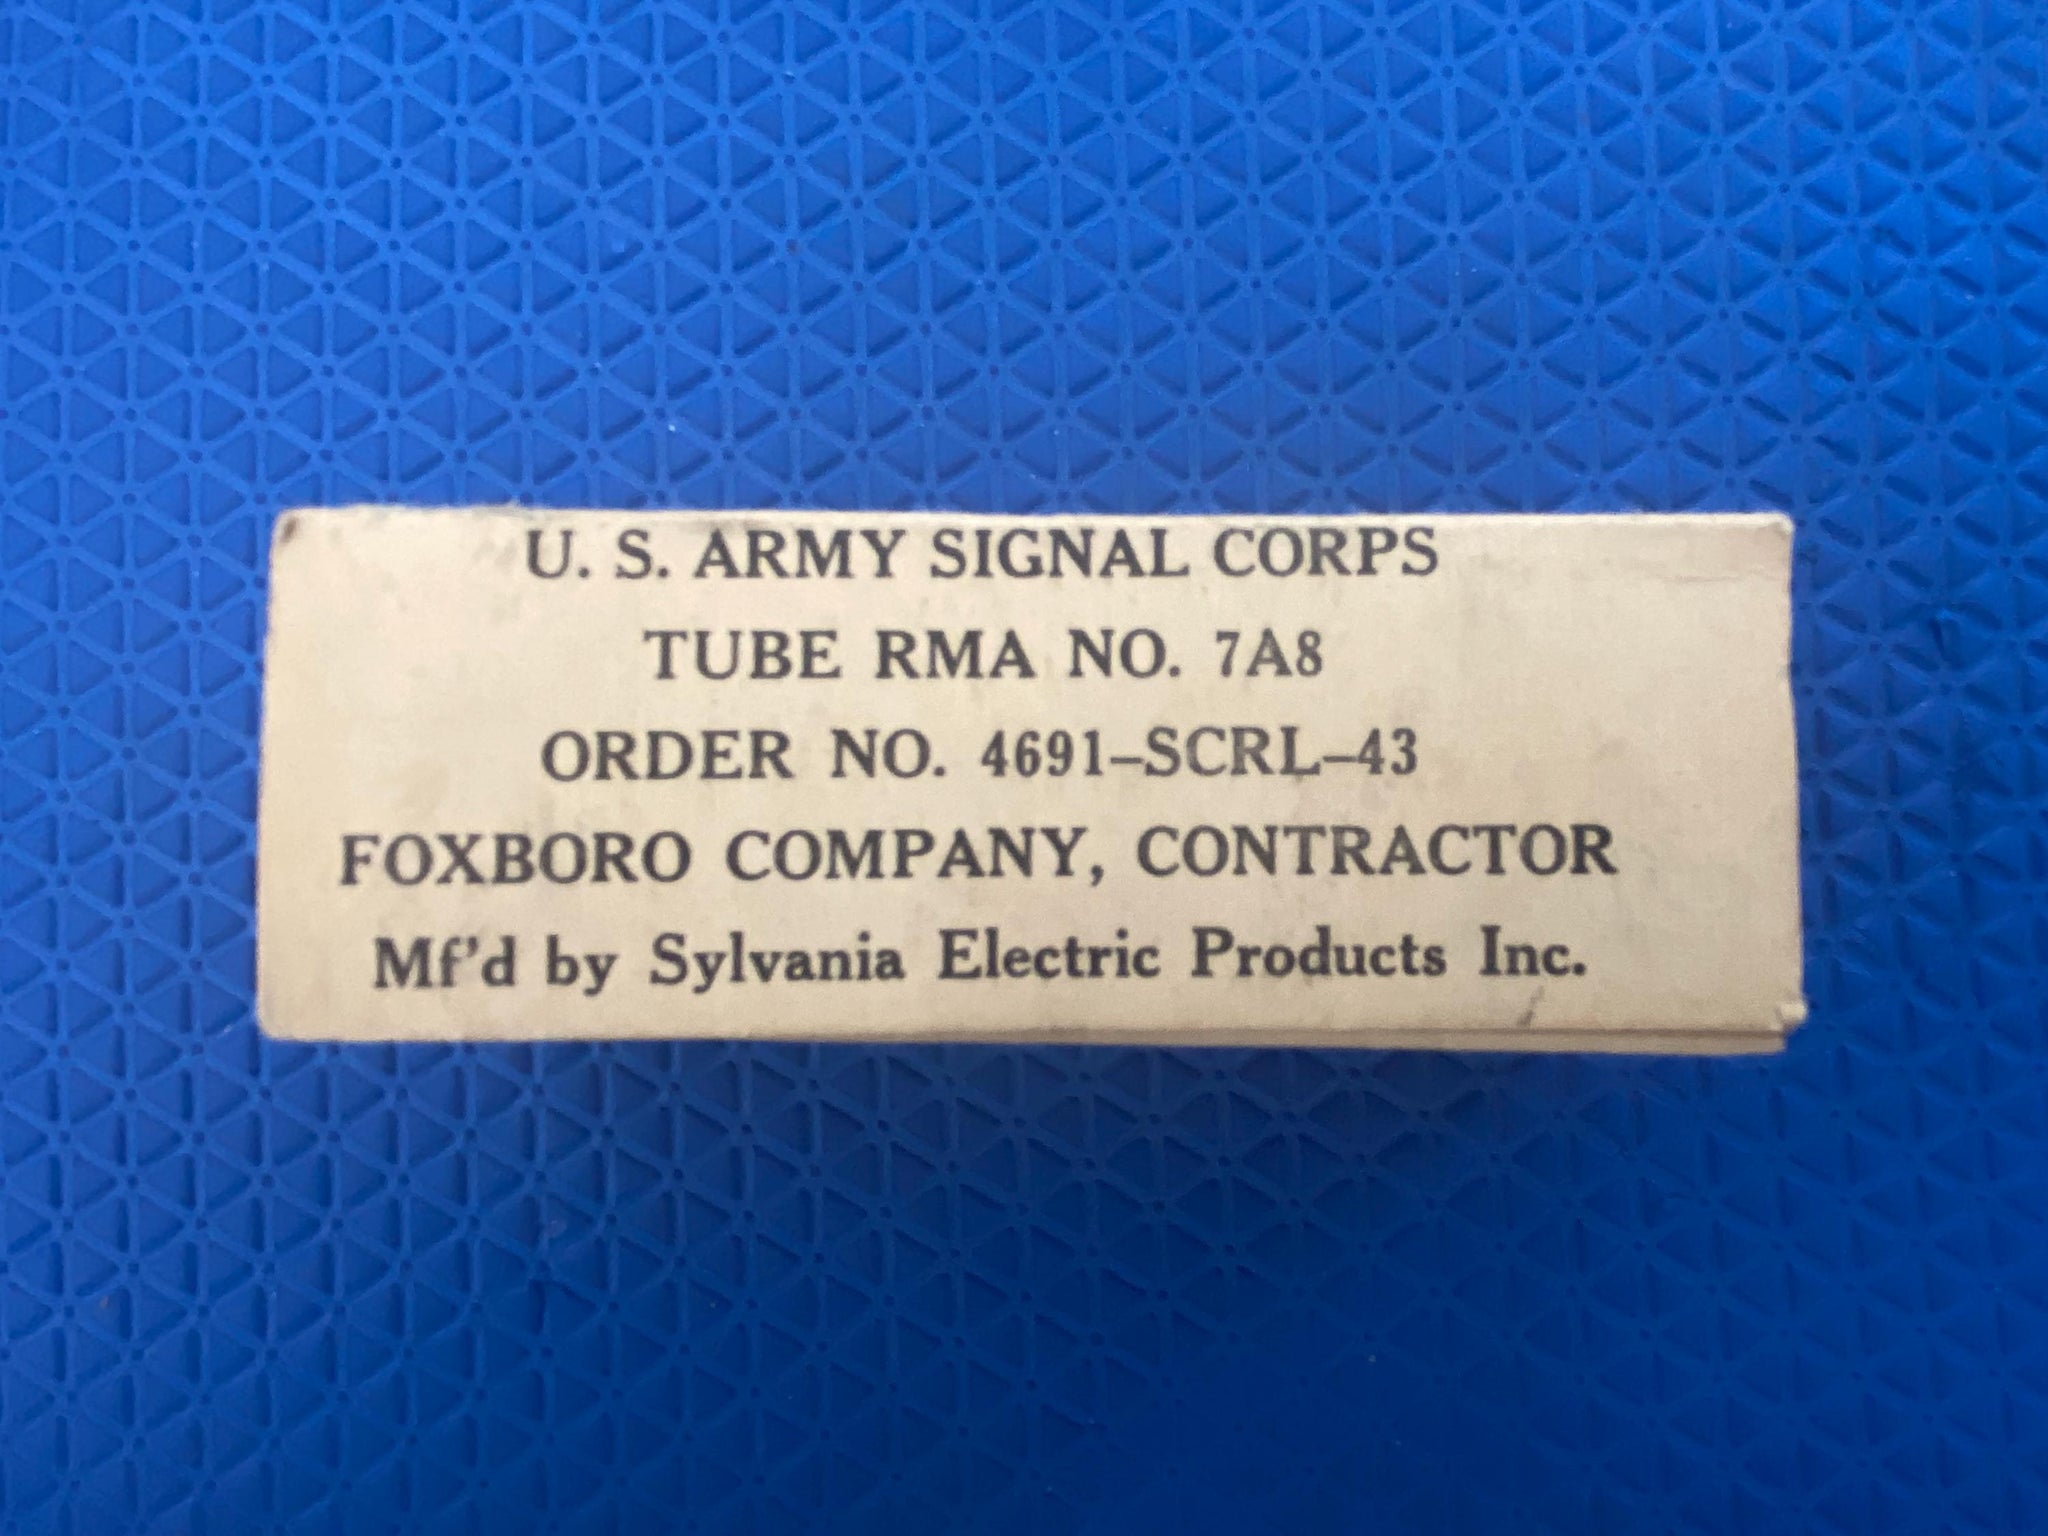 U. S. ARMY SIGNAL CORPS
TUBE RMA NO. 7A8
ORDER NO. 4691–SCRL–43
FOXBORO COMPANY, CONTRACTOR
Mf'd by Sylvania Electric Products Inc.